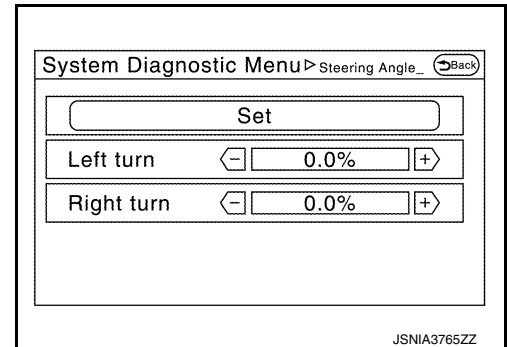 System Diagnostic Menu▷Steering Angle_ ⮌Back
Set
Left turn − 0.0% +
Right turn − 0.0% +
JSNIA3765ZZ